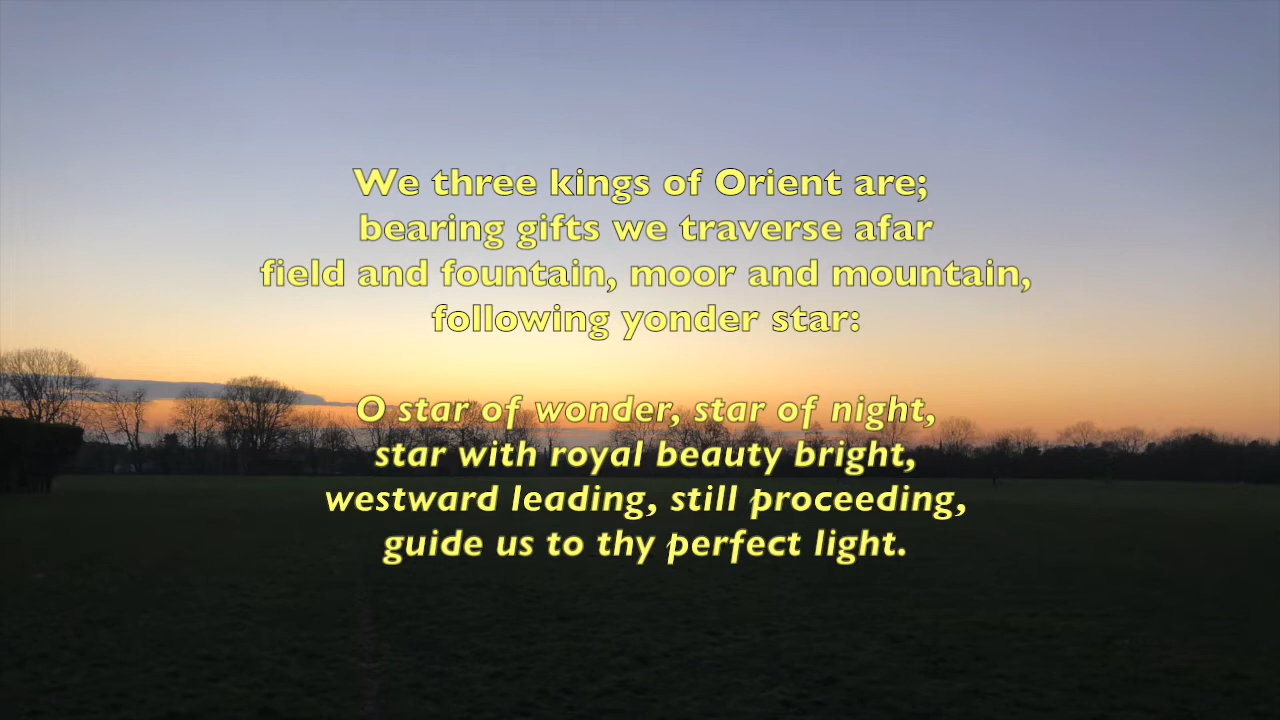 We three kings of Orient are;
bearing gifts we traverse afar
field and fountain, moor and mountain,
following yonder star:
O star of wonder, star of night,
star with royal beauty bright,
westward leading, still proceeding,
guide us to thy perfect light.